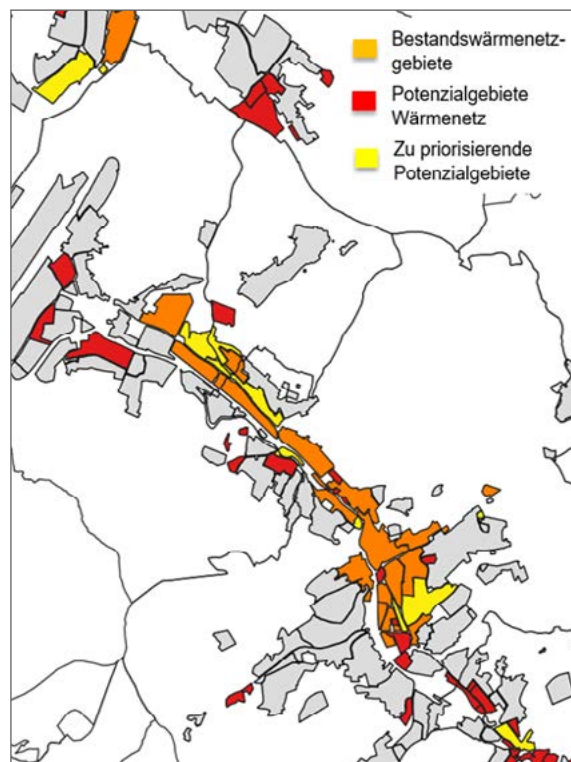 Bestandswärmenetz-
gebiete
Potenzialgebiete
Wärmenetz
Zu priorisierende
Potenzialgebiete